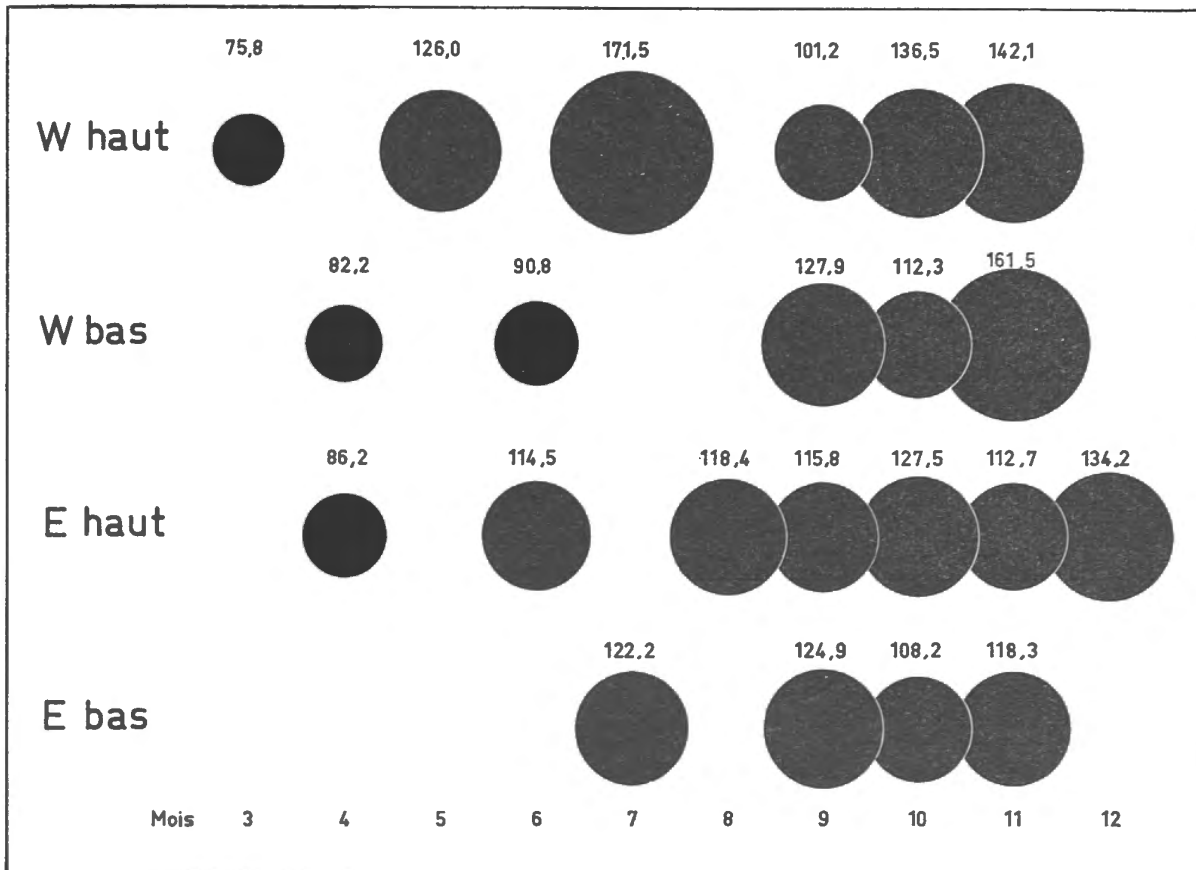 75,8 126,0 171,5 101,2 136,5 142,1
W haut
82,2 90,8 127,9 112,3 161,5
W bas
86,2 114,5 118,4 115,8 127,5 112,7 134,2
E haut
122,2 124,9 108,2 118,3
E bas
Mois 3 4 5 6 7 8 9 10 11 12